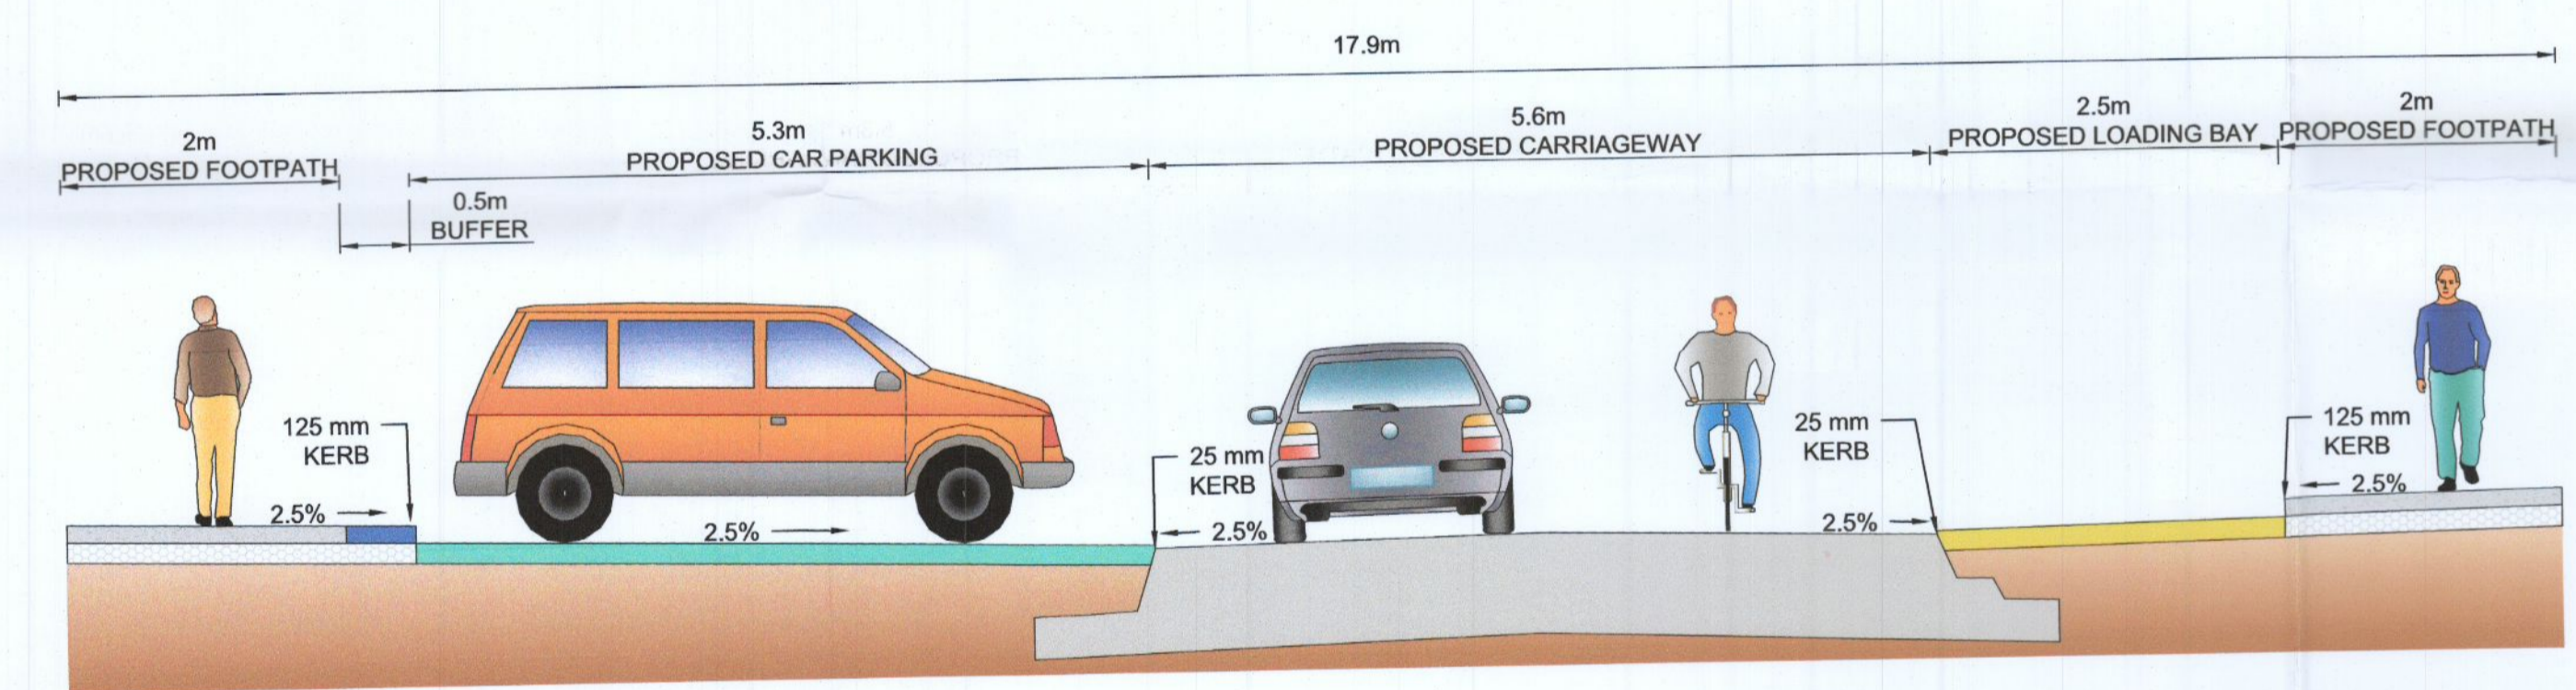 17.9m
2m
PROPOSED FOOTPATH
0.5m
BUFFER
5.3m
PROPOSED CAR PARKING
5.6m
PROPOSED CARRIAGEWAY
2.5m
PROPOSED LOADING BAY
2m
PROPOSED FOOTPATH
125 mm
KERB
2.5%
2.5%
25 mm
KERB
2.5%
25 mm
KERB
2.5%
125 mm
KERB
2.5%